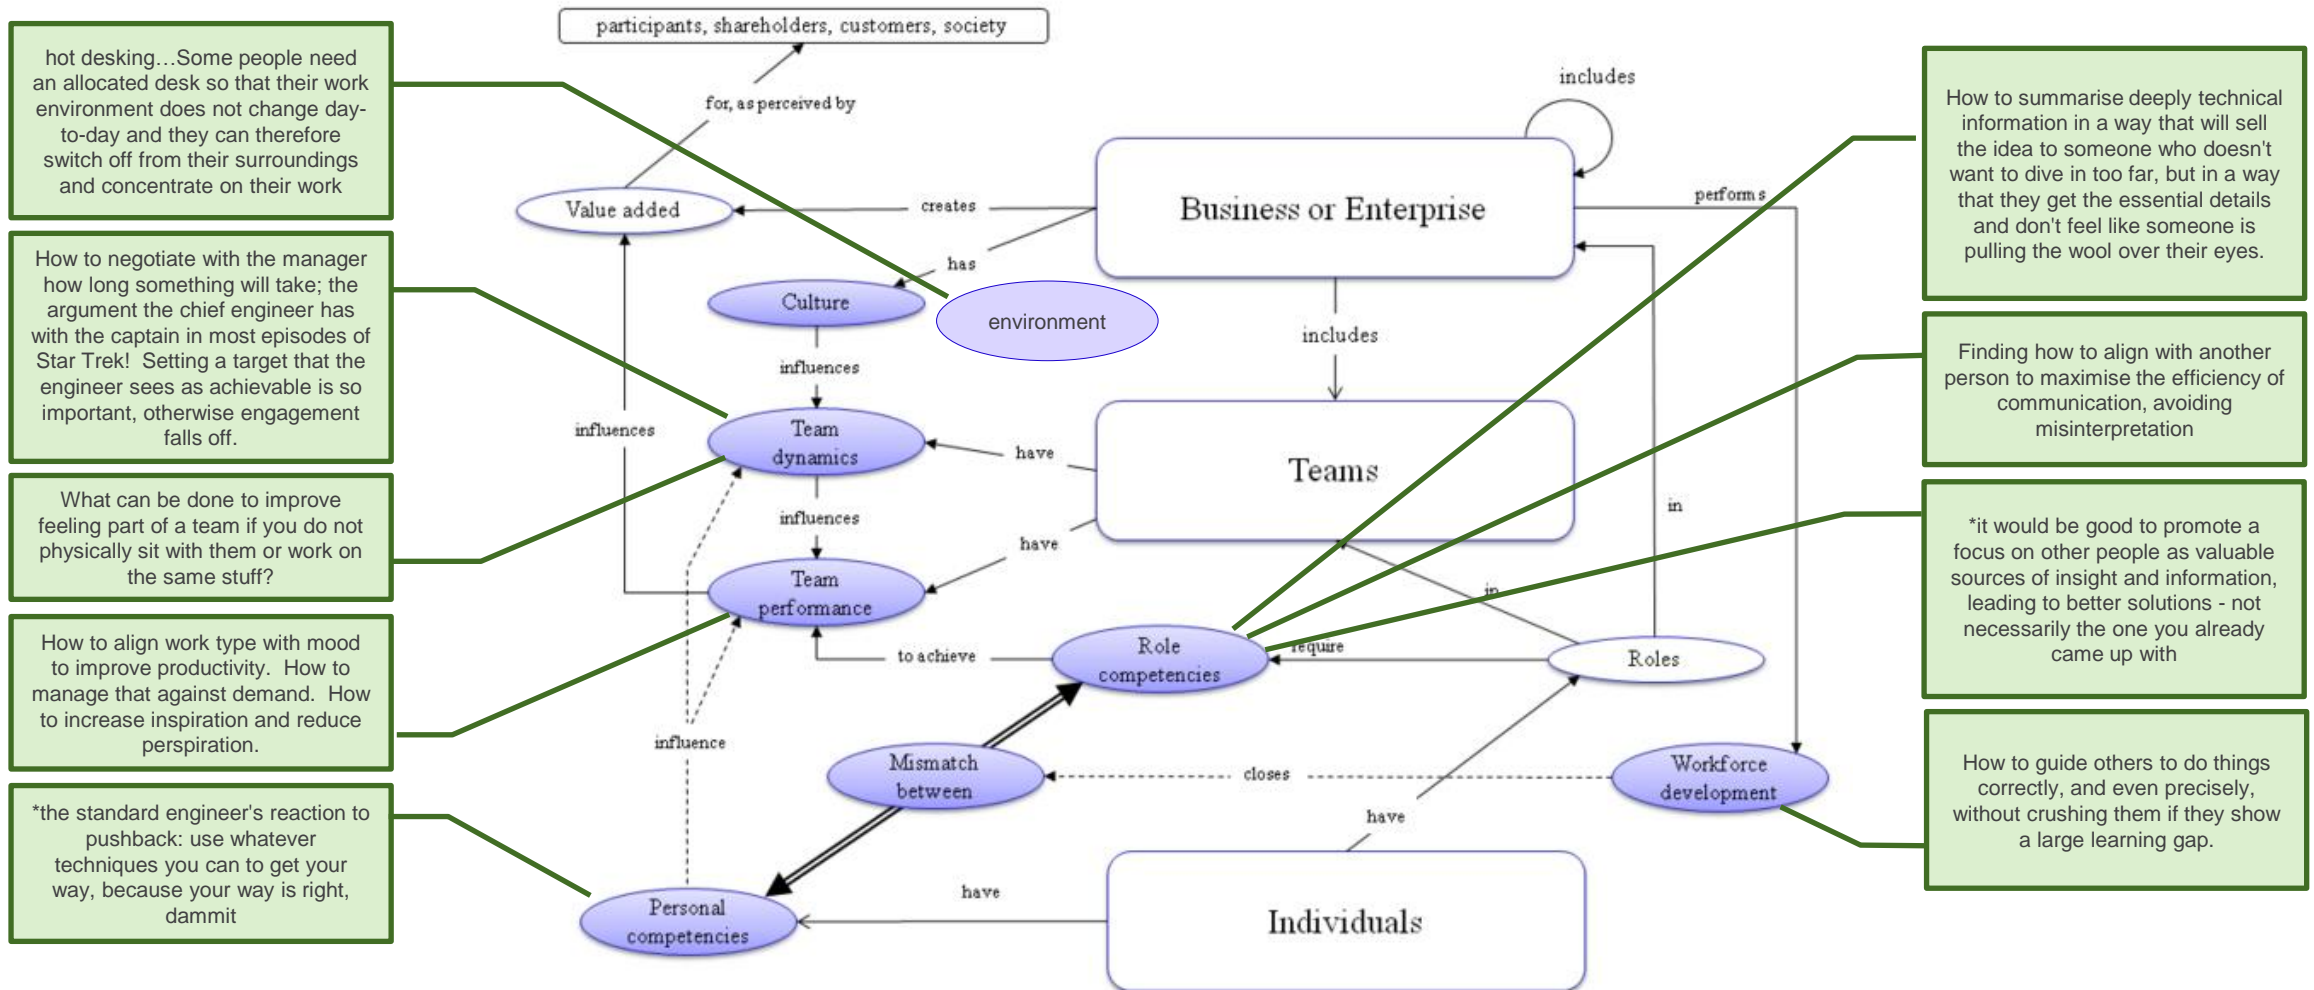 participants, shareholders, customers, society
hot desking…Some people need
an allocated desk so that their work
environment does not change day-
to-day and they can therefore
switch off from their surroundings
and concentrate on their work
How to negotiate with the manager
how long something will take; the
argument the chief engineer has
with the captain in most episodes of
Star Trek!  Setting a target that the
engineer sees as achievable is so
important, otherwise engagement
falls off.
What can be done to improve
feeling part of a team if you do not
physically sit with them or work on
the same stuff?
How to align work type with mood
to improve productivity.  How to
manage that against demand.  How
to increase inspiration and reduce
perspiration.
*the standard engineer's reaction to
pushback: use whatever
techniques you can to get your
way, because your way is right,
dammit
for, as perceived by
Value added
creates
has
Culture
environment
influences
Team
dynamics
influences
influences
have
Team
performance
have
to achieve
influence
Business or Enterprise
includes
performs
includes
Teams
in
in
Role
competencies
require
Roles
Mismatch
between
closes
Workforce
development
have
Personal
competencies
have
Individuals
How to summarise deeply technical
information in a way that will sell
the idea to someone who doesn't
want to dive in too far, but in a way
that they get the essential details
and don't feel like someone is
pulling the wool over their eyes.
Finding how to align with another
person to maximise the efficiency of
communication, avoiding
misinterpretation
*it would be good to promote a
focus on other people as valuable
sources of insight and information,
leading to better solutions - not
necessarily the one you already
came up with
How to guide others to do things
correctly, and even precisely,
without crushing them if they show
a large learning gap.